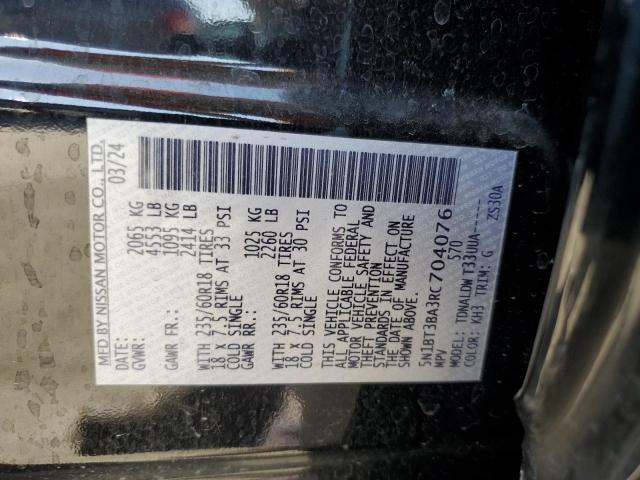 MFD BY NISSAN MOTOR CO., LTD.
DATE: 03/24
GVWR: 2065 KG
4553 LB
GAWR FR.: 1095 KG
2414 LB
WITH 235/60R18 TIRES
18 X 7.5 RIMS AT 33 PSI
COLD SINGLE
GAWR RR.: 1025 KG
2260 LB
WITH 235/60R18 TIRES
18 X 7.5 RIMS AT 30 PSI
COLD SINGLE
THIS VEHICLE CONFORMS TO
ALL APPLICABLE FEDERAL
MOTOR VEHICLE SAFETY AND
THEFT PREVENTION
STANDARDS IN EFFECT ON
THE DATE OF MANUFACTURE
SHOWN ABOVE.
5N1BT3BA3RC704076
MPV 570
MODEL: TDNALDW T33UUA-----
COLOR: KH3 TRIM: G ZS30A